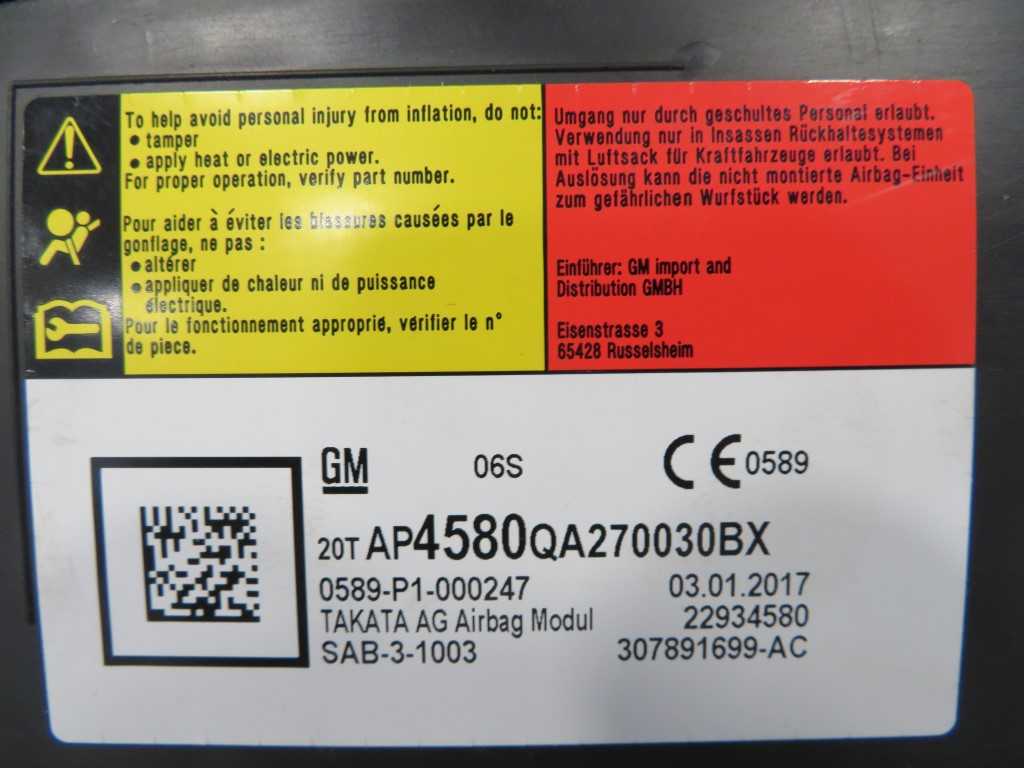 To help avoid personal injury from inflation, do not:
• tamper
• apply heat or electric power.
For proper operation, verify part number.
Pour aider à éviter les blessures causées par le
gonflage, ne pas :
• altérer
• appliquer de chaleur ni de puissance
électrique.
Pour le fonctionnement approprié, vérifier le n°
de piece.
Umgang nur durch geschultes Personal erlaubt.
Verwendung nur in Insassen Rückhaltesystemen
mit Luftsack für Kraftfahrzeuge erlaubt. Bei
Auslösung kann die nicht montierte Airbag-Einheit
zum gefährlichen Wurfstück werden.
Einführer: GM import and
Distribution GMBH
Eisenstrasse 3
65428 Russelsheim
GM 06S CE 0589
20T AP4580QA270030BX
0589-P1-000247 03.01.2017
TAKATA AG Airbag Modul 22934580
SAB-3-1003 307891699-AC